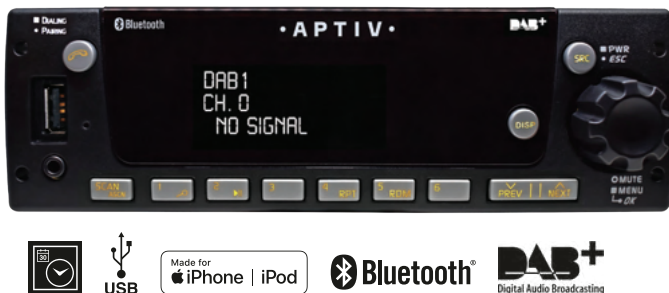 DIALING
PAIRING
Bluetooth
·APTIV·
DAB+
PWR
ESC
SRC
DAB1
CH. 0
NO SIGNAL
DISP
MUTE
MENU
OK
SCAN
1
2
3
4 RPT
5 RDM
6
PREV
NEXT
30
USB
Made for
iPhone | iPod
Bluetooth®
DAB+
Digital Audio Broadcasting